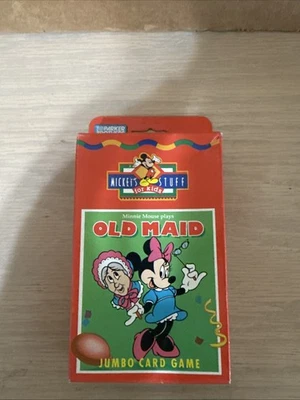 MICKEY'S STUFF
for Kids
Minnie Mouse plays
OLD MAID
JUMBO CARD GAME